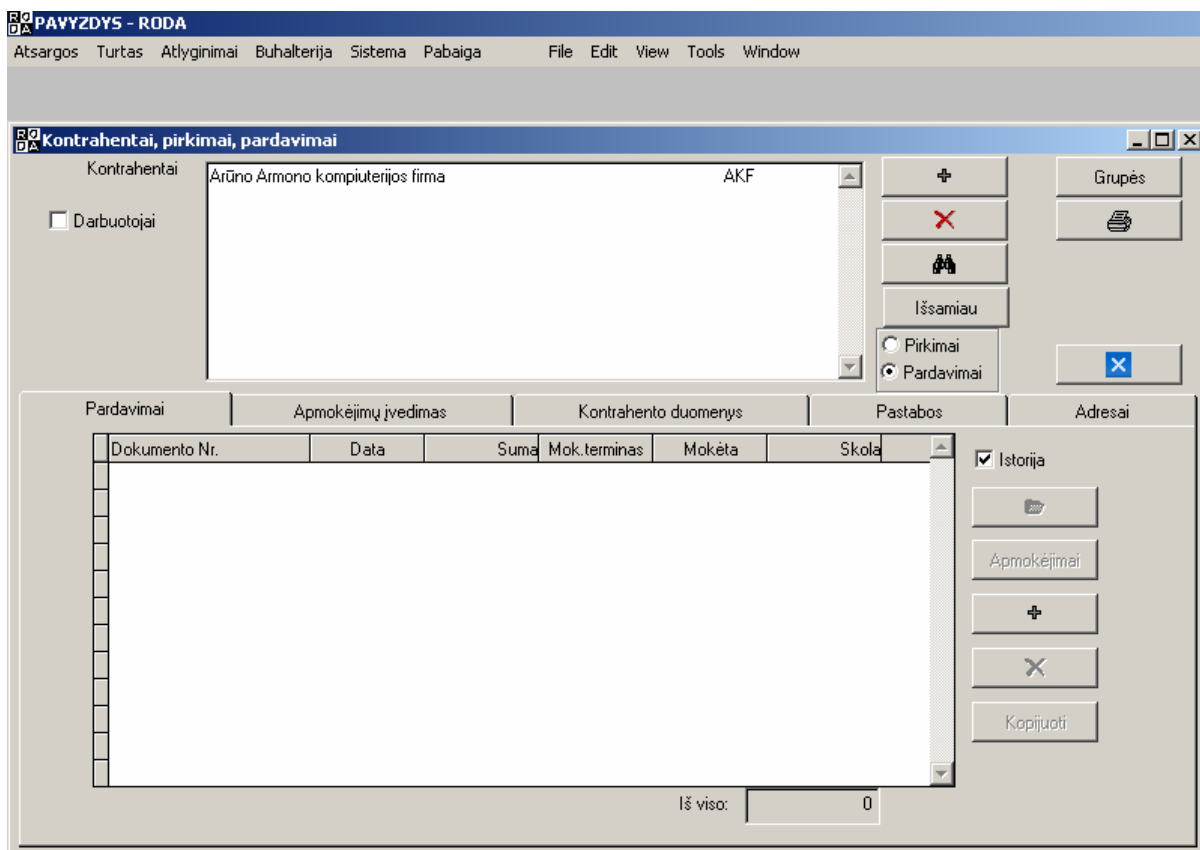 RODA PAVYZDYS - RODA
Atsargos Turtas Atlyginimai Buhalterija Sistema Pabaiga File Edit View Tools Window
RODA Kontrahentai, pirkimai, pardavimai
Kontrahentai
Arūno Armono kompiuterijos firma AKF
Grupės
Darbuotojai
Išsamiau
Pirkimai
Pardavimai
Pardavimai Apmokėjimų įvedimas Kontrahento duomenys Pastabos Adresai
Dokumento Nr. Data Suma Mok.terminas Mokėta Skola
Istorija
Apmokėjimai
Kopijuoti
Iš viso: 0